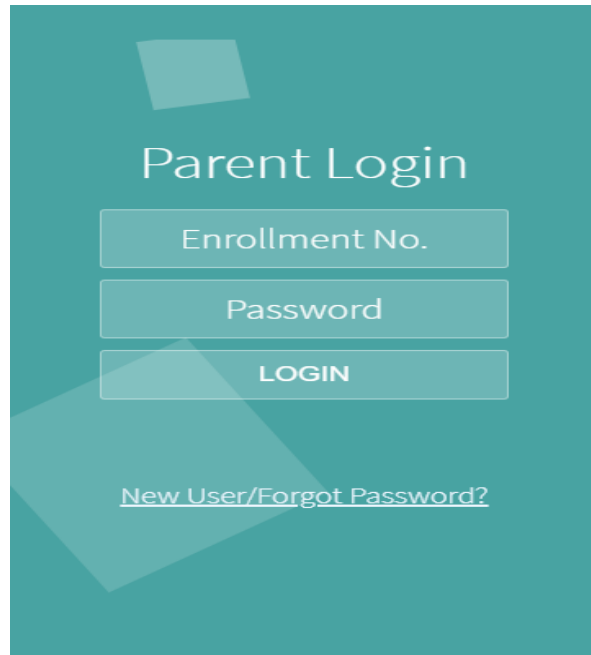 Parent Login
Enrollment No.
Password
LOGIN
New User/Forgot Password?